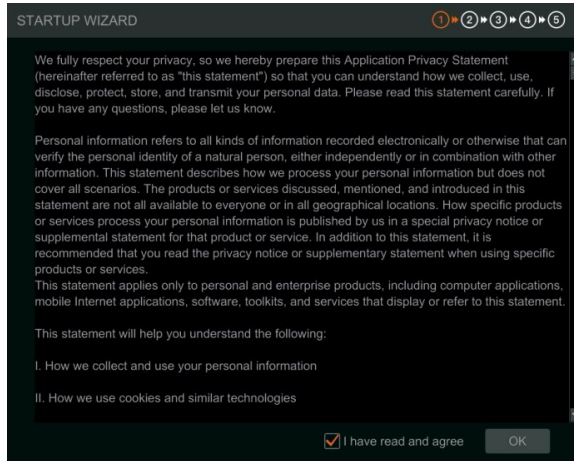 STARTUP WIZARD
1 2 3 4 5
We fully respect your privacy, so we hereby prepare this Application Privacy Statement
(hereinafter referred to as "this statement") so that you can understand how we collect, use,
disclose, protect, store, and transmit your personal data. Please read this statement carefully. If
you have any questions, please let us know.
Personal information refers to all kinds of information recorded electronically or otherwise that can
verify the personal identity of a natural person, either independently or in combination with other
information. This statement describes how we process your personal information but does not
cover all scenarios. The products or services discussed, mentioned, and introduced in this
statement are not all available to everyone or in all geographical locations. How specific products
or services process your personal information is published by us in a special privacy notice or
supplemental statement for that product or service. In addition to this statement, it is
recommended that you read the privacy notice or supplementary statement when using specific
products or services.
This statement applies only to personal and enterprise products, including computer applications,
mobile Internet applications, software, toolkits, and services that display or refer to this statement.
This statement will help you understand the following:
I. How we collect and use your personal information
II. How we use cookies and similar technologies
I have read and agree
OK